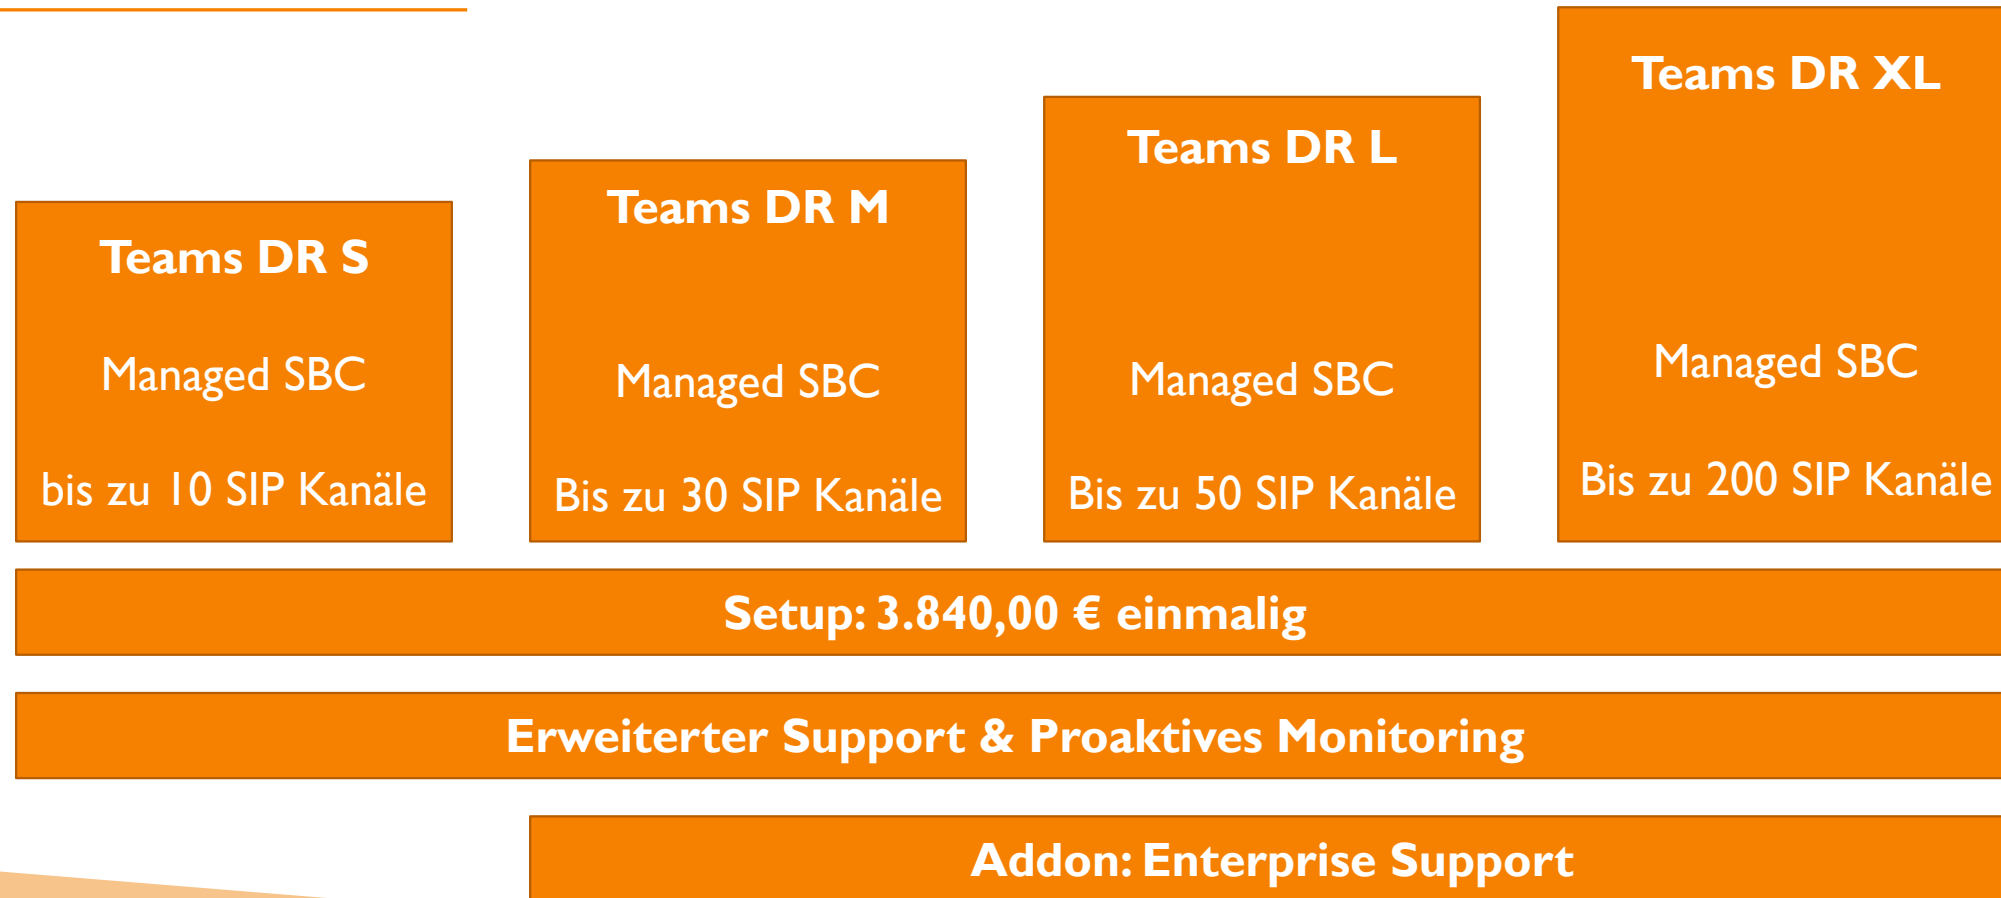 Teams DR S
Managed SBC
bis zu 10 SIP Kanäle
Teams DR M
Managed SBC
Bis zu 30 SIP Kanäle
Teams DR L
Managed SBC
Bis zu 50 SIP Kanäle
Teams DR XL
Managed SBC
Bis zu 200 SIP Kanäle
Setup: 3.840,00 € einmalig
Erweiterter Support & Proaktives Monitoring
Addon: Enterprise Support